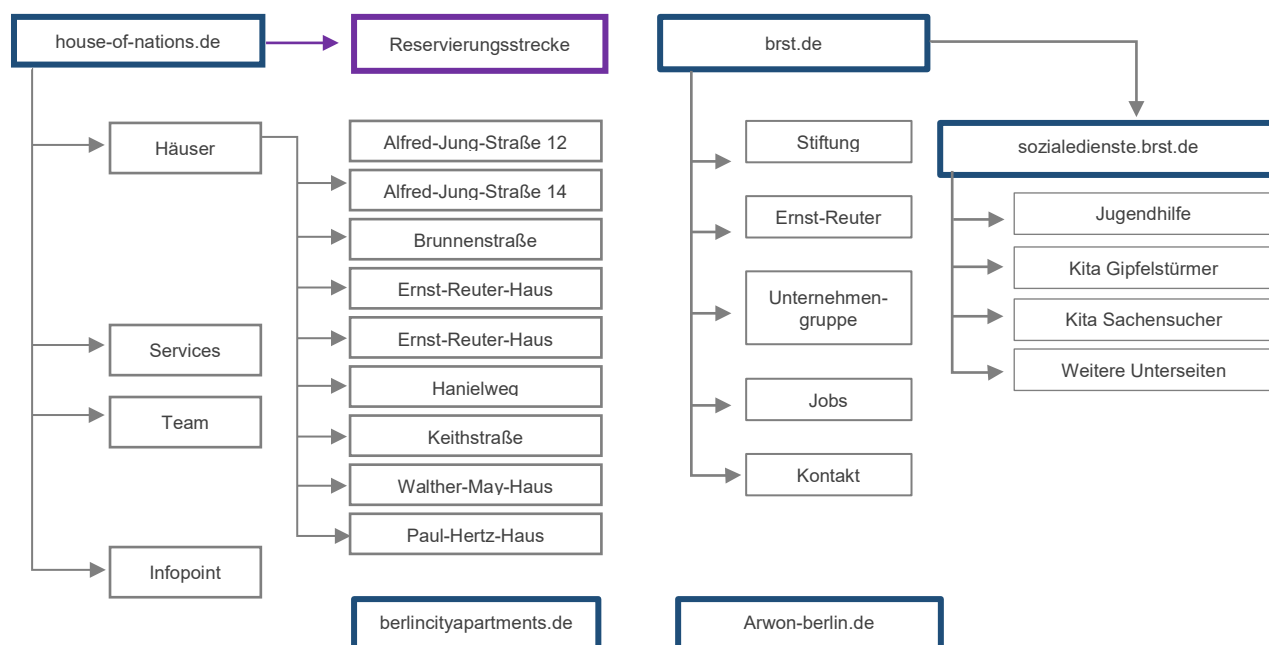 house-of-nations.de
Reservierungsstrecke
brst.de
Häuser
Services
Team
Infopoint
Alfred-Jung-Straße 12
Alfred-Jung-Straße 14
Brunnenstraße
Ernst-Reuter-Haus
Ernst-Reuter-Haus
Hanielweg
Keithstraße
Walther-May-Haus
Paul-Hertz-Haus
Stiftung
Ernst-Reuter
Unternehmen-
gruppe
Jobs
Kontakt
sozialedienste.brst.de
Jugendhilfe
Kita Gipfelstürmer
Kita Sachensucher
Weitere Unterseiten
berlincityapartments.de
Arwon-berlin.de